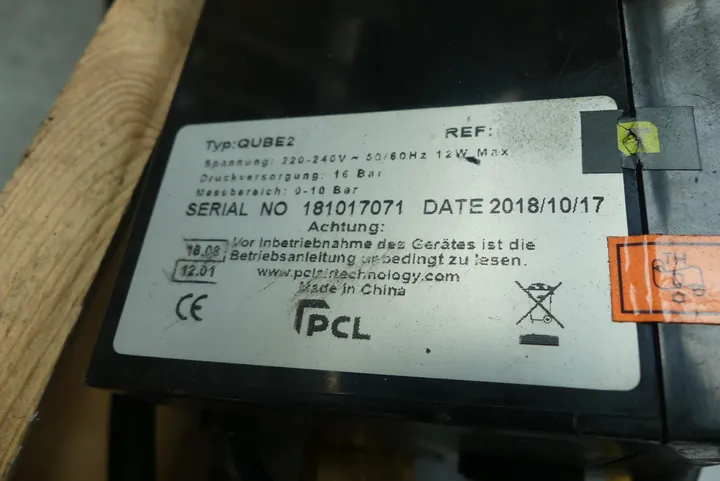 Typ:QUBE2
REF:
Spannung: 220-240V ~ 50/60Hz 12W Max
Druckversorgung: 16 Bar
Messbereich: 0-10 Bar
SERIAL NO 181017071 DATE 2018/10/17
Achtung:
18.08
12.01
Vor Inbetriebnahme des Gerätes ist die
Betriebsanleitung unbedingt zu lesen.
www.pclairtechnology.com
Made in China
CE
PCL